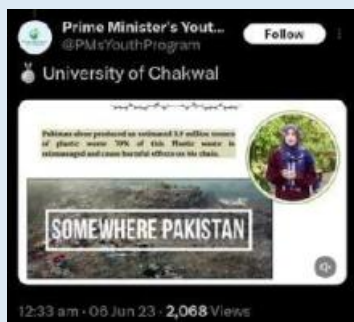 Prime Minister's Yout...
@PMsYouthProgram
Follow
University of Chakwal
Pakistan alone produced an estimated 3.9 million tonnes
of plastic waste 70% of this Plastic waste is
mismanaged and cause harmful effects on
chain.
SOMEWHERE PAKISTAN
12:33 am · 06 Jun 23 · 2,068 Views